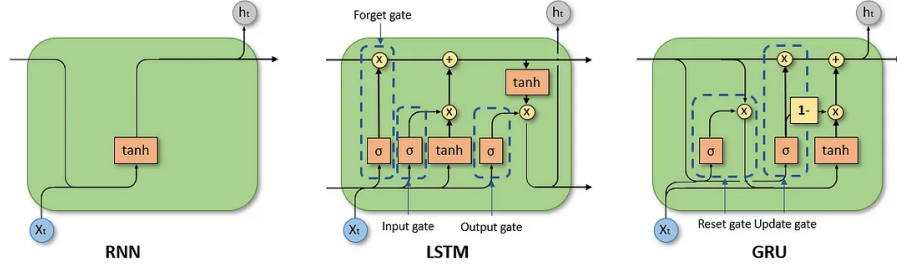 hₜ
Forget gate
hₜ
hₜ
x
+
x
+
tanh
x
x
x
1-
x
tanh
σ
σ
tanh
σ
σ
σ
tanh
Xₜ
Xₜ
Input gate
Output gate
Xₜ
Reset gate
Update gate
RNN
LSTM
GRU